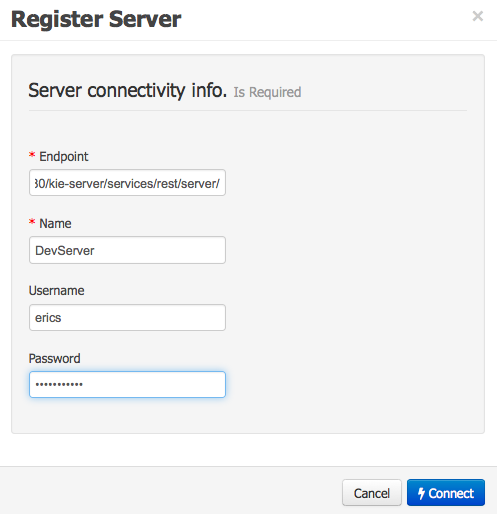 Register Server
×
Server connectivity info. Is Required
* Endpoint
30/kie-server/services/rest/server/
* Name
DevServer
Username
erics
Password
•••••••••••
Cancel
Connect